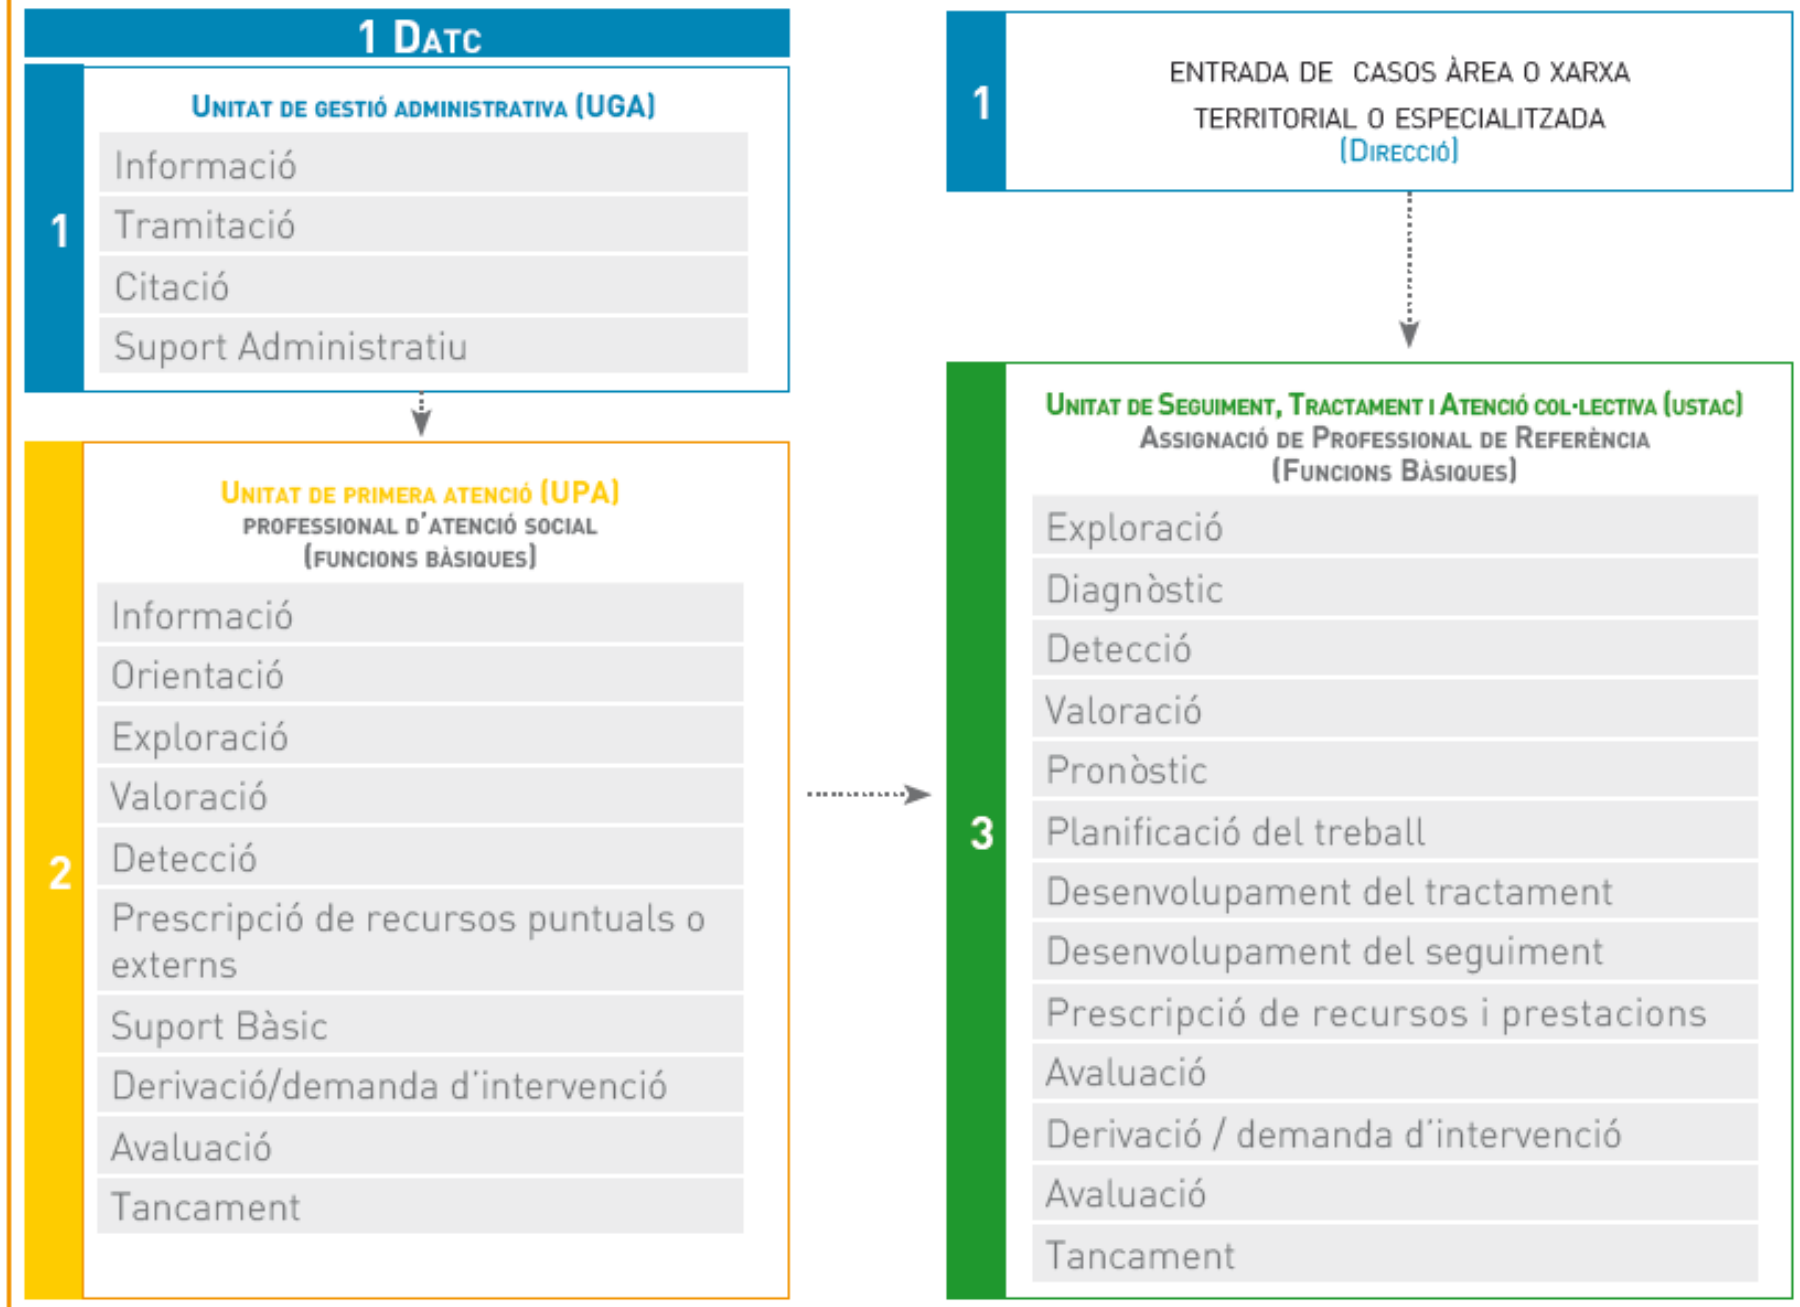 1 DATC
1
UNITAT DE GESTIÓ ADMINISTRATIVA (UGA)
Informació
Tramitació
Citació
Suport Administratiu
2
UNITAT DE PRIMERA ATENCIÓ (UPA)
PROFESSIONAL D'ATENCIÓ SOCIAL
(FUNCIONS BÀSIQUES)
Informació
Orientació
Exploració
Valoració
Detecció
Prescripció de recursos puntuals o
externs
Suport Bàsic
Derivació/demanda d'intervenció
Avaluació
Tancament
1
ENTRADA DE CASOS ÀREA O XARXA
TERRITORIAL O ESPECIALITZADA
(DIRECCIÓ)
3
UNITAT DE SEGUIMENT, TRACTAMENT I ATENCIÓ COL·LECTIVA (USTAC)
ASSIGNACIÓ DE PROFESSIONAL DE REFERÈNCIA
(FUNCIONS BÀSIQUES)
Exploració
Diagnòstic
Detecció
Valoració
Pronòstic
Planificació del treball
Desenvolupament del tractament
Desenvolupament del seguiment
Prescripció de recursos i prestacions
Avaluació
Derivació / demanda d'intervenció
Avaluació
Tancament